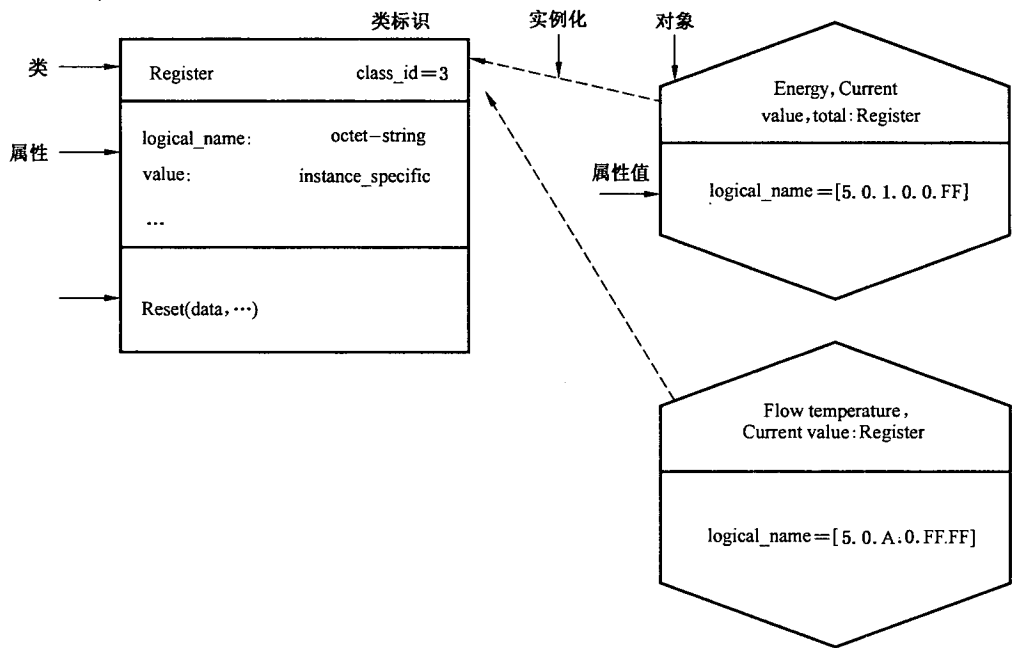 类标识
实例化
对象
类
Register class_id=3
Energy, Current
value, total:Register
属性
logical_name: octet-string
value: instance_specific
…
属性值
logical_name=[5.0.1.0.0.FF]
Reset(data, …)
Flow temperature,
Current value:Register
logical_name=[5.0.A.0.FF.FF]